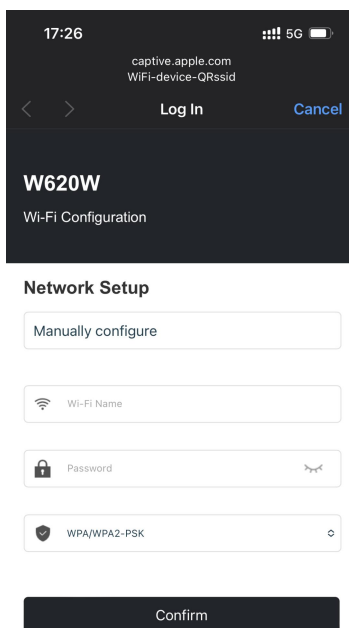 17:26
5G
captive.apple.com
WiFi-device-QRssid
Log In
Cancel
W620W
Wi-Fi Configuration
Network Setup
Manually configure
Wi-Fi Name
Password
WPA/WPA2-PSK
Confirm